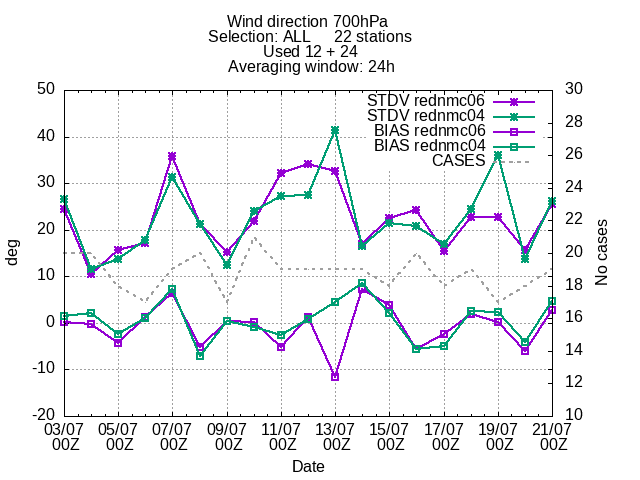 Wind direction 700hPa
Selection: ALL 22 stations
Used 12 + 24
Averaging window: 24h
50
40
30
20
10
0
-10
-20
deg
30
28
26
24
22
20
18
16
14
12
10
No cases
STDV rednmc06
STDV rednmc04
BIAS rednmc06
BIAS rednmc04
CASES
03/07 05/07 07/07 09/07 11/07 13/07 15/07 17/07 19/07 21/07
00Z 00Z 00Z 00Z 00Z 00Z 00Z 00Z 00Z 00Z
Date